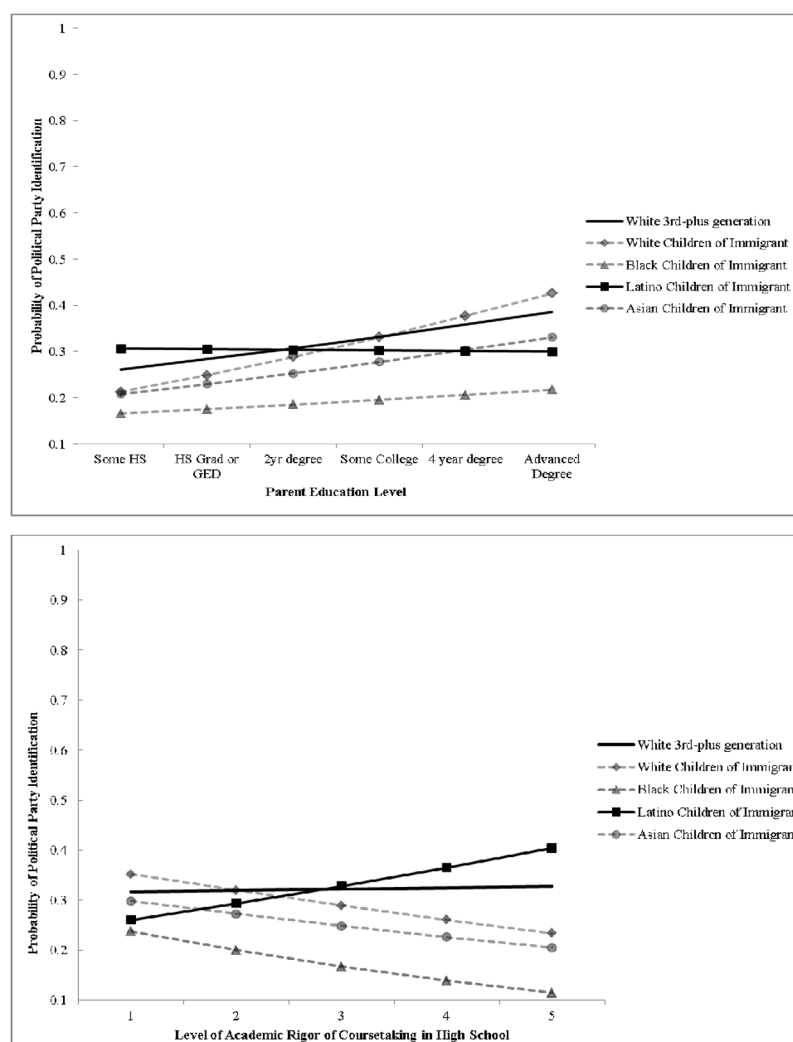 1
0.9
0.8
0.7
0.6
0.5
0.4
0.3
0.2
0.1
Probability of Political Party Identification
Some HS
HS Grad or
GED
2yr degree
Some College
4 year degree
Advanced
Degree
Parent Education Level
White 3rd-plus generation
White Children of Immigrant
Black Children of Immigrant
Latino Children of Immigrant
Asian Children of Immigrant
1
0.9
0.8
0.7
0.6
0.5
0.4
0.3
0.2
0.1
Probability of Political Party Identification
1
2
3
4
5
Level of Academic Rigor of Coursetaking in High School
White 3rd-plus generation
White Children of Immigran
Black Children of Immigran
Latino Children of Immigran
Asian Children of Immigran